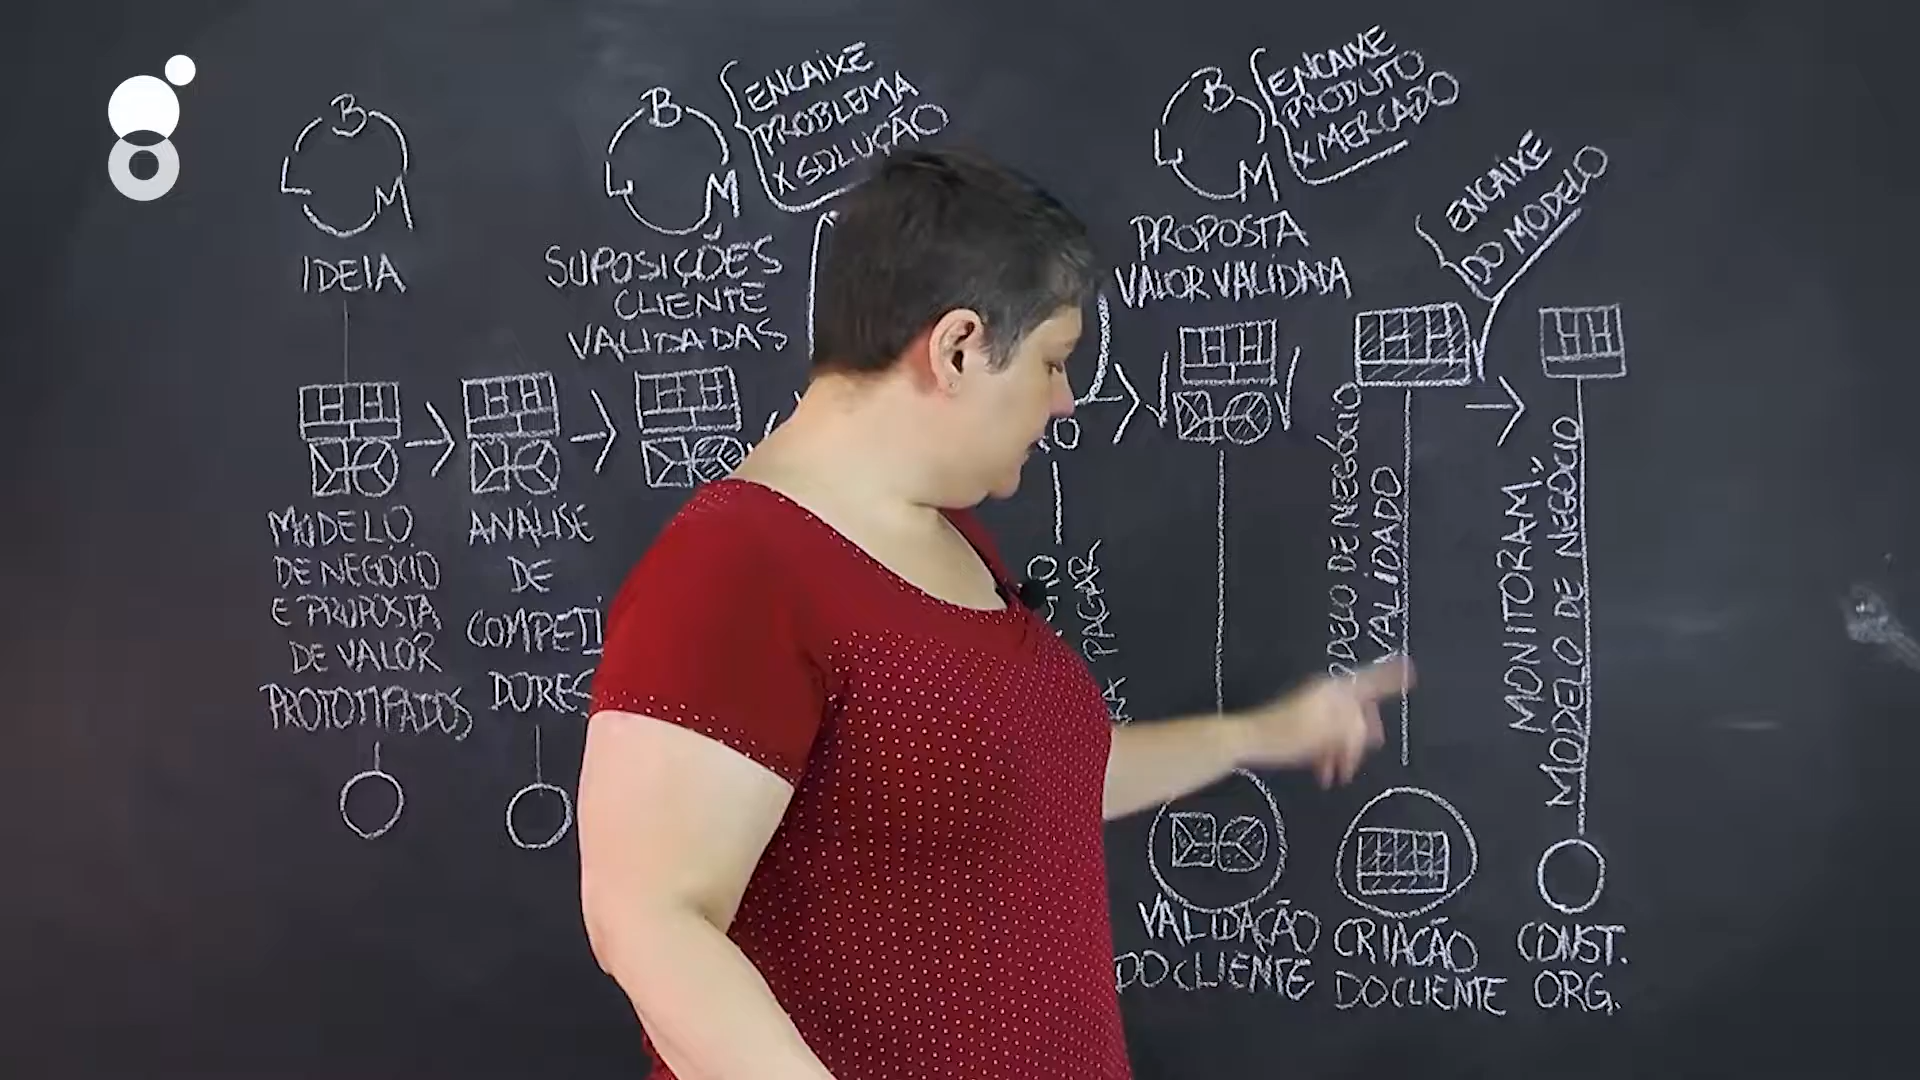 B
M
IDEIA
MODELO
DE NEGÓCIO
E PROPOSTA
DE VALOR
PROTOTIPADOS
ANÁLISE
DE
COMPETI
DORES
B
M
ENCAIXE
PROBLEMA
X SOLUÇÃO
SUPOSIÇÕES
CLIENTE
VALIDADAS
PAGAR
B
M
ENCAIXE
PRODUTO
X MERCADO
PROPOSTA
VALOR VALIDADA
VALIDAÇÃO
DO CLIENTE
ENCAIXE
DO MODELO
DE NEGÓCIO
VALIDADO
CRIAÇÃO
DO CLIENTE
MONITORAM.
MODELO DE NEGÓCIO
CONST.
ORG.